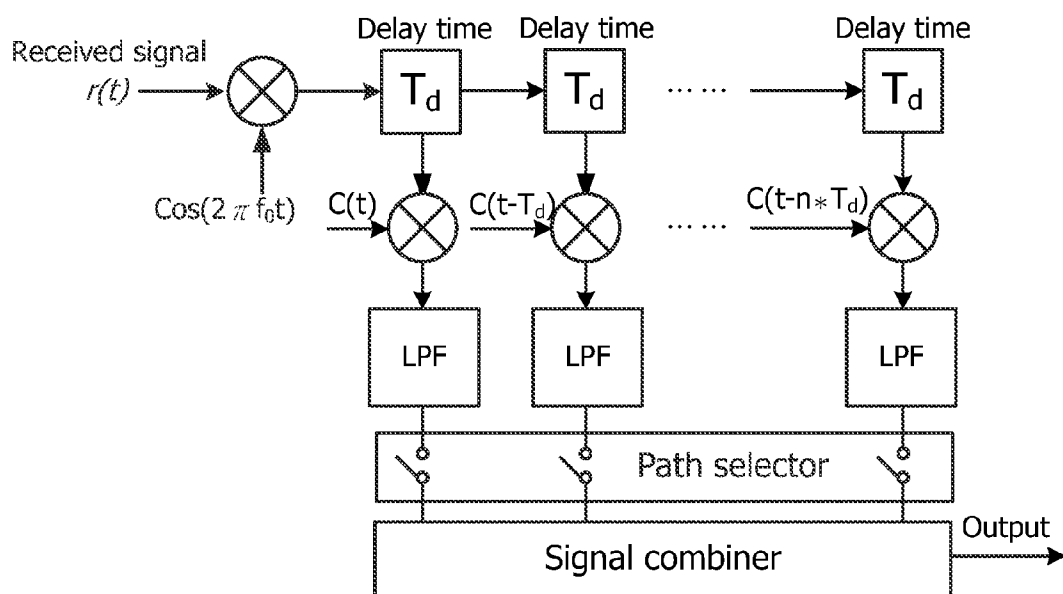 Delay time Delay time Delay time
Received signal
r(t)
T_d T_d ... ... T_d
Cos(2 π f₀t)
C(t) C(t-T_d) ... ... C(t-n*T_d)
LPF LPF LPF
Path selector
Signal combiner
Output